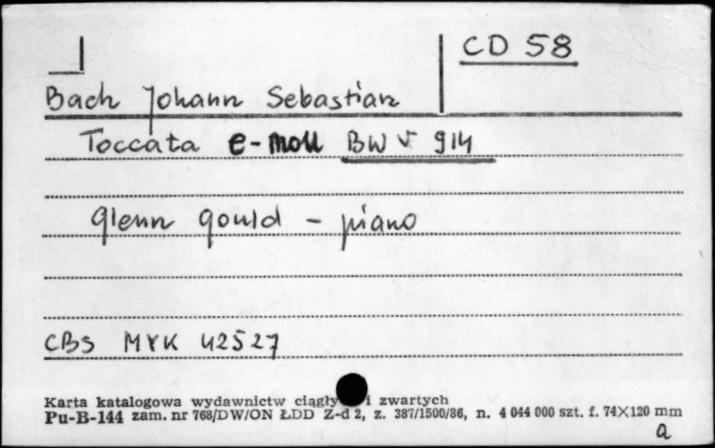 CD 58
Bach Johann Sebastian
Toccata e-moll BWV 914
Glenn Gould - piano
CBS MYK 42527
Karta katalogowa wydawnictw ciągły i zwartych
Pu-B-144 zam. nr 768/DW/ON ŁDD Z-d 2, z. 387/1500/86, n. 4 044 000 szt. f. 74×120 mm
a